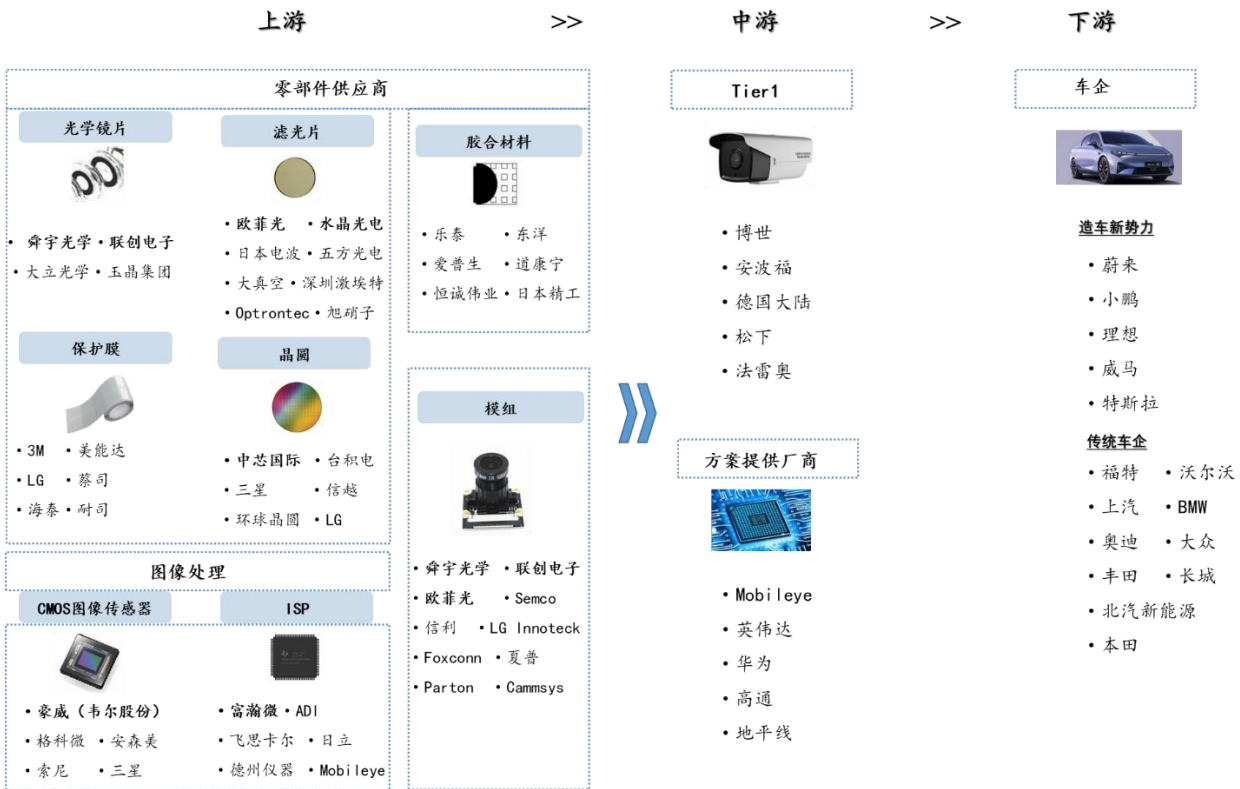 上游 >> 中游 >> 下游
零部件供应商
光学镜片
• 舜宇光学 • 联创电子
• 大立光学 • 玉晶集团
滤光片
• 欧菲光 • 水晶光电
• 日本电波 • 五方光电
• 大真空 • 深圳激埃特
• Optrontec • 旭硝子
胶合材料
• 乐泰 • 东洋
• 爱普生 • 道康宁
• 恒诚伟业 • 日本精工
保护膜
• 3M • 美能达
• LG • 蔡司
• 海泰 • 耐司
晶圆
• 中芯国际 • 台积电
• 三星 • 信越
• 环球晶圆 • LG
模组
• 舜宇光学 • 联创电子
• 欧菲光 • Semco
• 信利 • LG Innoteck
• Foxconn • 夏普
• Parton • Cammsys
图像处理
CMOS图像传感器
• 豪威（韦尔股份）
• 格科微 • 安森美
• 索尼 • 三星
ISP
• 富瀚微 • ADI
• 飞思卡尔 • 日立
• 德州仪器 • Mobileye
Tier1
• 博世
• 安波福
• 德国大陆
• 松下
• 法雷奥
方案提供厂商
• Mobileye
• 英伟达
• 华为
• 高通
• 地平线
车企
造车新势力
• 蔚来
• 小鹏
• 理想
• 威马
• 特斯拉
传统车企
• 福特 • 沃尔沃
• 上汽 • BMW
• 奥迪 • 大众
• 丰田 • 长城
• 北汽新能源
• 本田